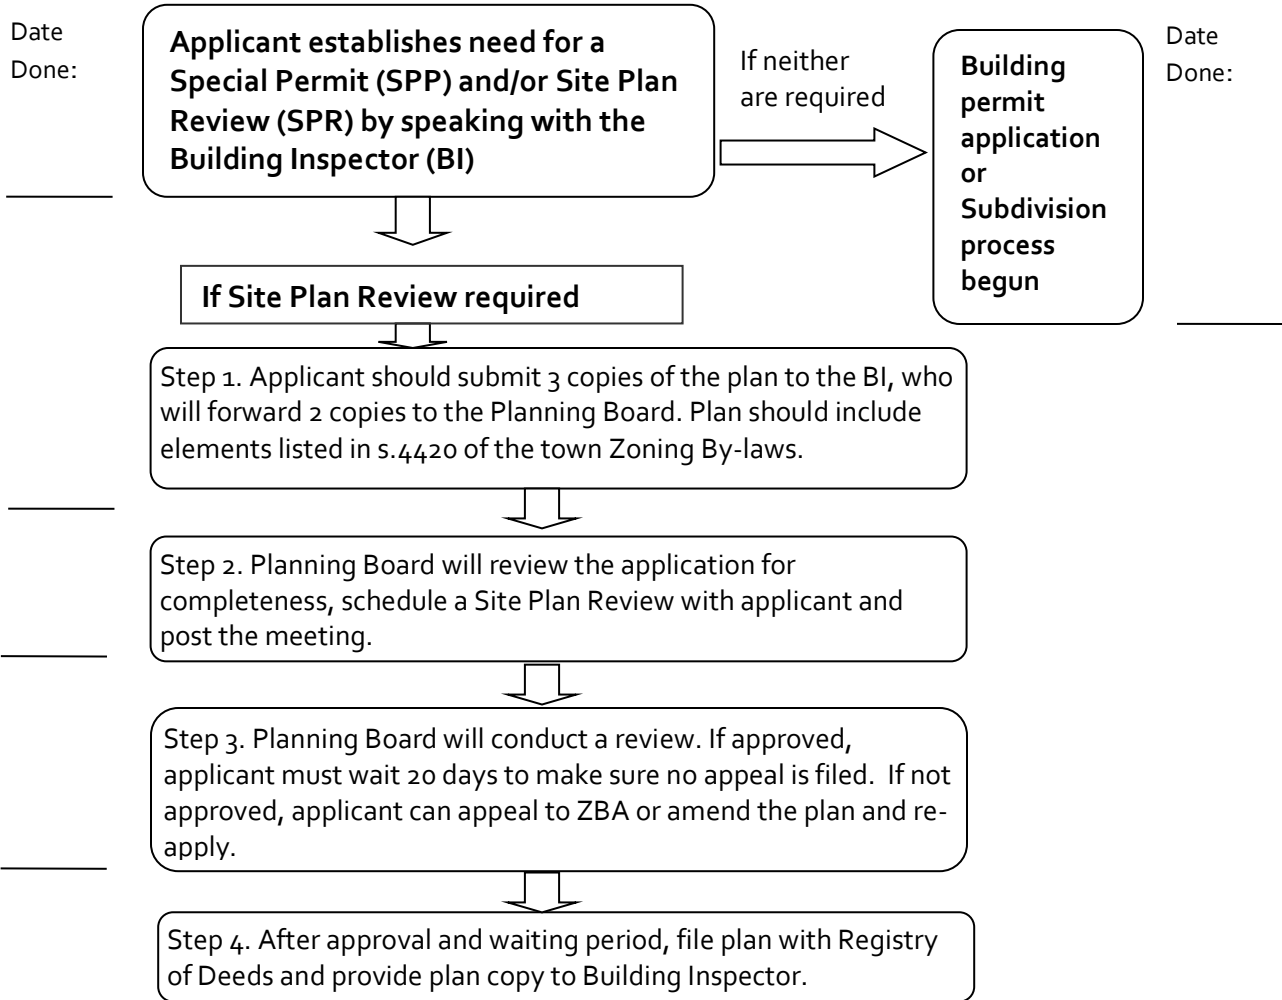 Date
Done:
Applicant establishes need for a
Special Permit (SPP) and/or Site Plan
Review (SPR) by speaking with the
Building Inspector (BI)
If neither
are required
Building
permit
application
or
Subdivision
process
begun
Date
Done:
If Site Plan Review required
Step 1. Applicant should submit 3 copies of the plan to the BI, who
will forward 2 copies to the Planning Board. Plan should include
elements listed in s.4420 of the town Zoning By-laws.
Step 2. Planning Board will review the application for
completeness, schedule a Site Plan Review with applicant and
post the meeting.
Step 3. Planning Board will conduct a review. If approved,
applicant must wait 20 days to make sure no appeal is filed.  If not
approved, applicant can appeal to ZBA or amend the plan and re-
apply.
Step 4. After approval and waiting period, file plan with Registry
of Deeds and provide plan copy to Building Inspector.